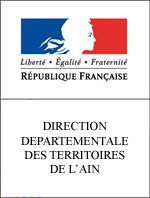 Liberté • Égalité • Fraternité
RÉPUBLIQUE FRANÇAISE
DIRECTION
DEPARTEMENTALE
DES TERRITOIRES
DE L'AIN